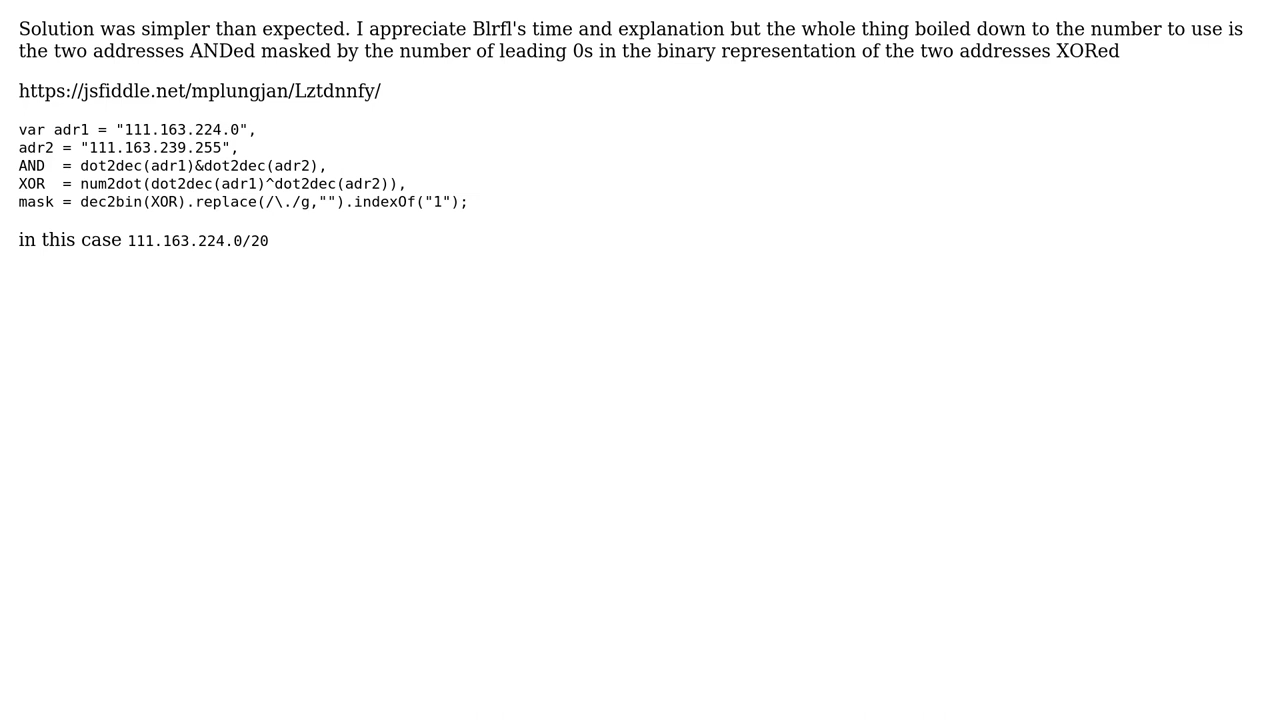 Solution was simpler than expected. I appreciate Blrfl's time and explanation but the whole thing boiled down to the number to use is
the two addresses ANDed masked by the number of leading 0s in the binary representation of the two addresses XORed
https://jsfiddle.net/mplungjan/Lztdnnfy/
var adr1 = "111.163.224.0",
adr2 = "111.163.239.255",
AND  = dot2dec(adr1)&dot2dec(adr2),
XOR  = num2dot(dot2dec(adr1)^dot2dec(adr2)),
mask = dec2bin(XOR).replace(/\./g,"").indexOf("1");
in this case 111.163.224.0/20